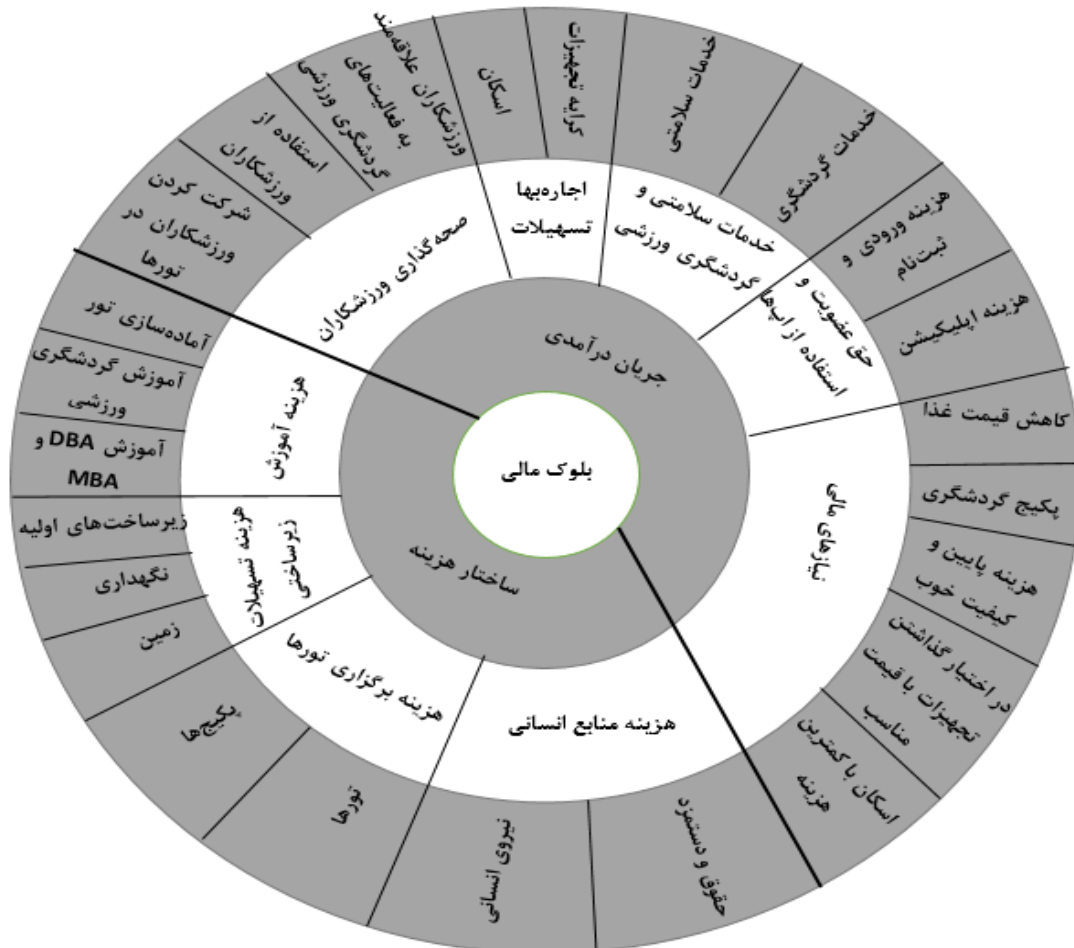 بلوک مالی
جریان درآمدی
ساختار هزینه
اجاره‌بها
تسهیلات
خدمات سلامتی و
گردشگری ورزشی
حق عضویت و
استفاده از اپ‌ها
نیازهای مالی
هزینه منابع انسانی
هزینه برگزاری تورها
هزینه تسهیلات
زیرساختی
هزینه آموزش
صحه‌گذاری ورزشکاران
اسکان
کرایه تجهیزات
خدمات سلامتی
خدمات گردشگری
هزینه ورودی و
ثبت‌نام
هزینه اپلیکیشن
کاهش قیمت غذا
پکیج گردشگری
هزینه پایین و
کیفیت خوب
در اختیار گذاشتن
تجهیزات با قیمت
مناسب
اسکان با کمترین
هزینه
حقوق و دستمزد
نیروی انسانی
تورها
پکیج‌ها
زمین
نگهداری
زیرساخت‌های اولیه
آموزش DBA و
MBA
آموزش گردشگری
ورزشی
آماده‌سازی تور
شرکت کردن
ورزشکاران در
تورها
استفاده از
ورزشکاران
ورزشکاران علاقه‌مند
به فعالیت‌های
گردشگری ورزشی